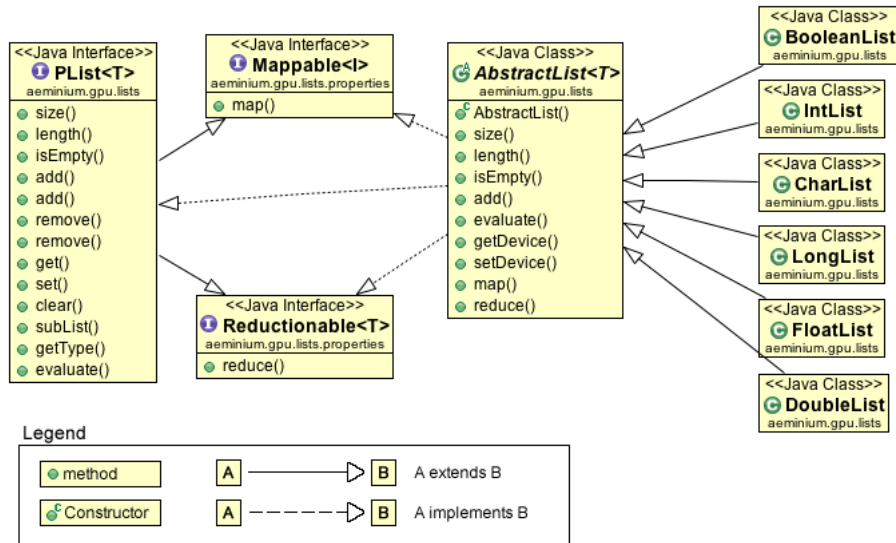 <<Java Interface>>
I PList<T>
aeminium.gpu.lists
size()
length()
isEmpty()
add()
add()
remove()
remove()
get()
set()
clear()
subList()
getType()
evaluate()
<<Java Interface>>
I Mappable<I>
aeminium.gpu.lists.properties
map()
<<Java Interface>>
I Reductionable<T>
aeminium.gpu.lists.properties
reduce()
<<Java Class>>
G A AbstractList<T>
aeminium.gpu.lists
c AbstractList()
size()
length()
isEmpty()
add()
evaluate()
getDevice()
setDevice()
map()
reduce()
<<Java Class>>
C BooleanList
aeminium.gpu.lists
<<Java Class>>
C IntList
aeminium.gpu.lists
<<Java Class>>
C CharList
aeminium.gpu.lists
<<Java Class>>
C LongList
aeminium.gpu.lists
<<Java Class>>
C FloatList
aeminium.gpu.lists
<<Java Class>>
C DoubleList
aeminium.gpu.lists
Legend
method
A B A extends B
c Constructor
A B A implements B